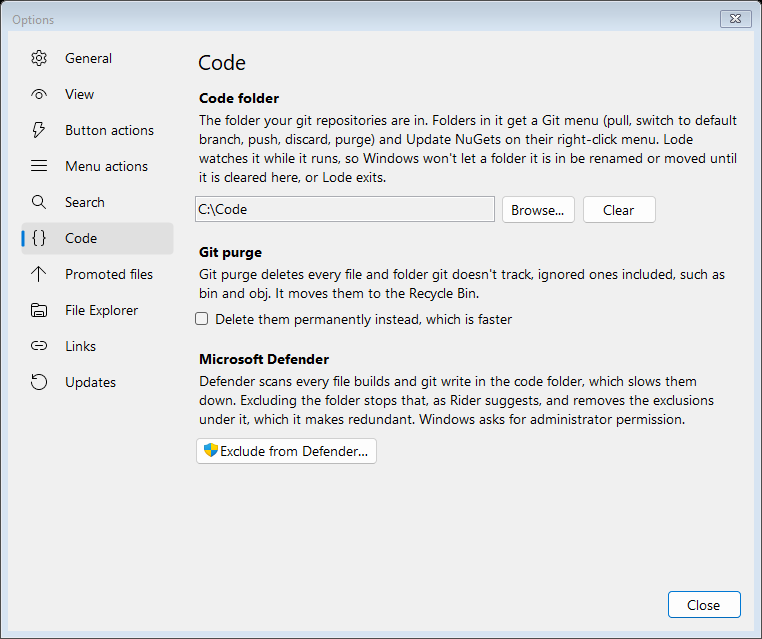 Options
General
View
Button actions
Menu actions
Search
Code
Promoted files
File Explorer
Links
Updates
Code
Code folder
The folder your git repositories are in. Folders in it get a Git menu (pull, switch to default
branch, push, discard, purge) and Update NuGets on their right-click menu. Lode
watches it while it runs, so Windows won't let a folder it is in be renamed or moved until
it is cleared here, or Lode exits.
C:\Code
Browse...
Clear
Git purge
Git purge deletes every file and folder git doesn't track, ignored ones included, such as
bin and obj. It moves them to the Recycle Bin.
Delete them permanently instead, which is faster
Microsoft Defender
Defender scans every file builds and git write in the code folder, which slows them
down. Excluding the folder stops that, as Rider suggests, and removes the exclusions
under it, which it makes redundant. Windows asks for administrator permission.
Exclude from Defender...
Close